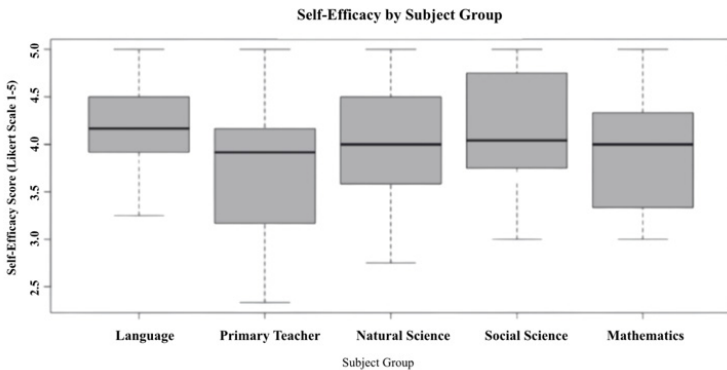 Self-Efficacy by Subject Group
Self-Efficacy Score (Likert Scale 1-5)
5.0
4.5
4.0
3.5
3.0
2.5
Language Primary Teacher Natural Science Social Science Mathematics
Subject Group